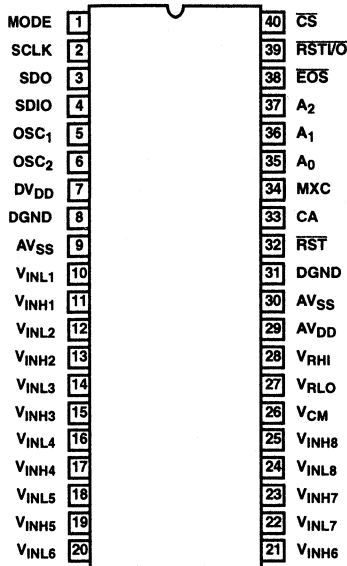 MODE 1 40 C̅S̅
SCLK 2 39 R̅S̅T̅I̅/O̅
SDO 3 38 E̅O̅S̅
SDIO 4 37 A₂
OSC₁ 5 36 A₁
OSC₂ 6 35 A₀
DVDD 7 34 MXC
DGND 8 33 CA
AVSS 9 32 R̅S̅T̅
VINL1 10 31 DGND
VINH1 11 30 AVSS
VINL2 12 29 AVDD
VINH2 13 28 VRHI
VINL3 14 27 VRLO
VINH3 15 26 VCM
VINL4 16 25 VINH8
VINH4 17 24 VINL8
VINL5 18 23 VINH7
VINH5 19 22 VINL7
VINL6 20 21 VINH6